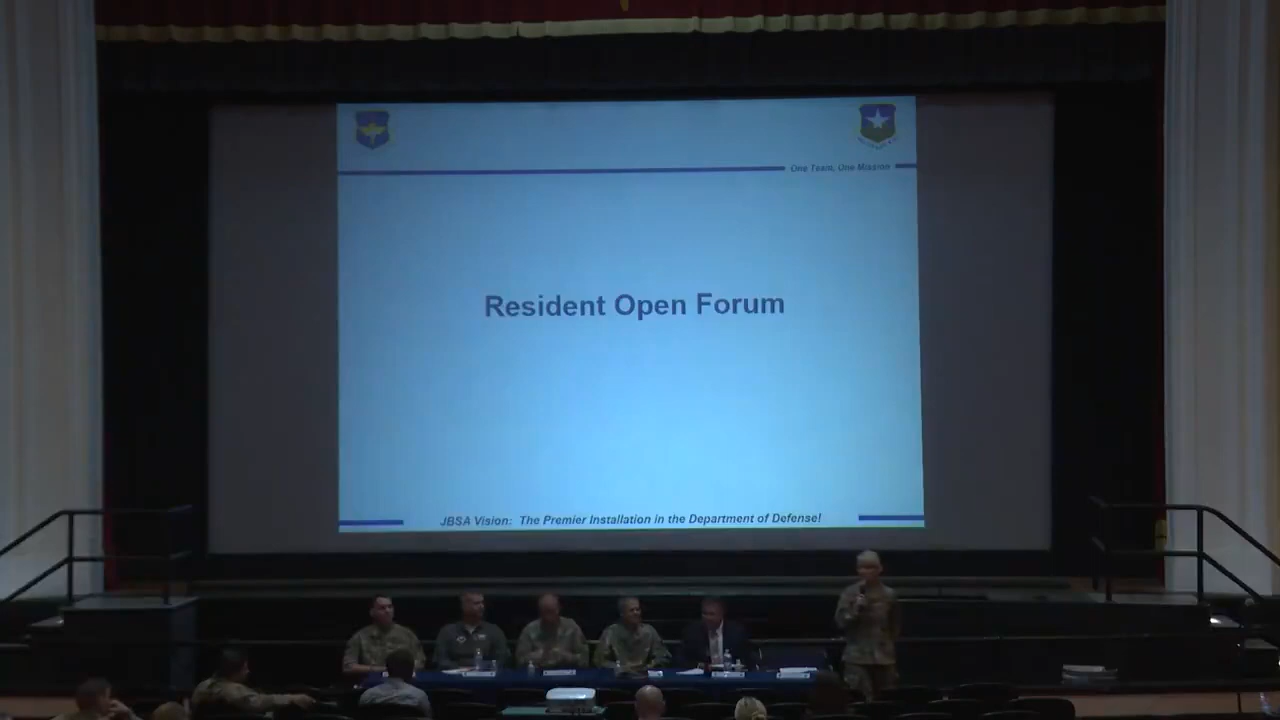 One Team, One Mission
Resident Open Forum
JBSA Vision: The Premier Installation in the Department of Defense!